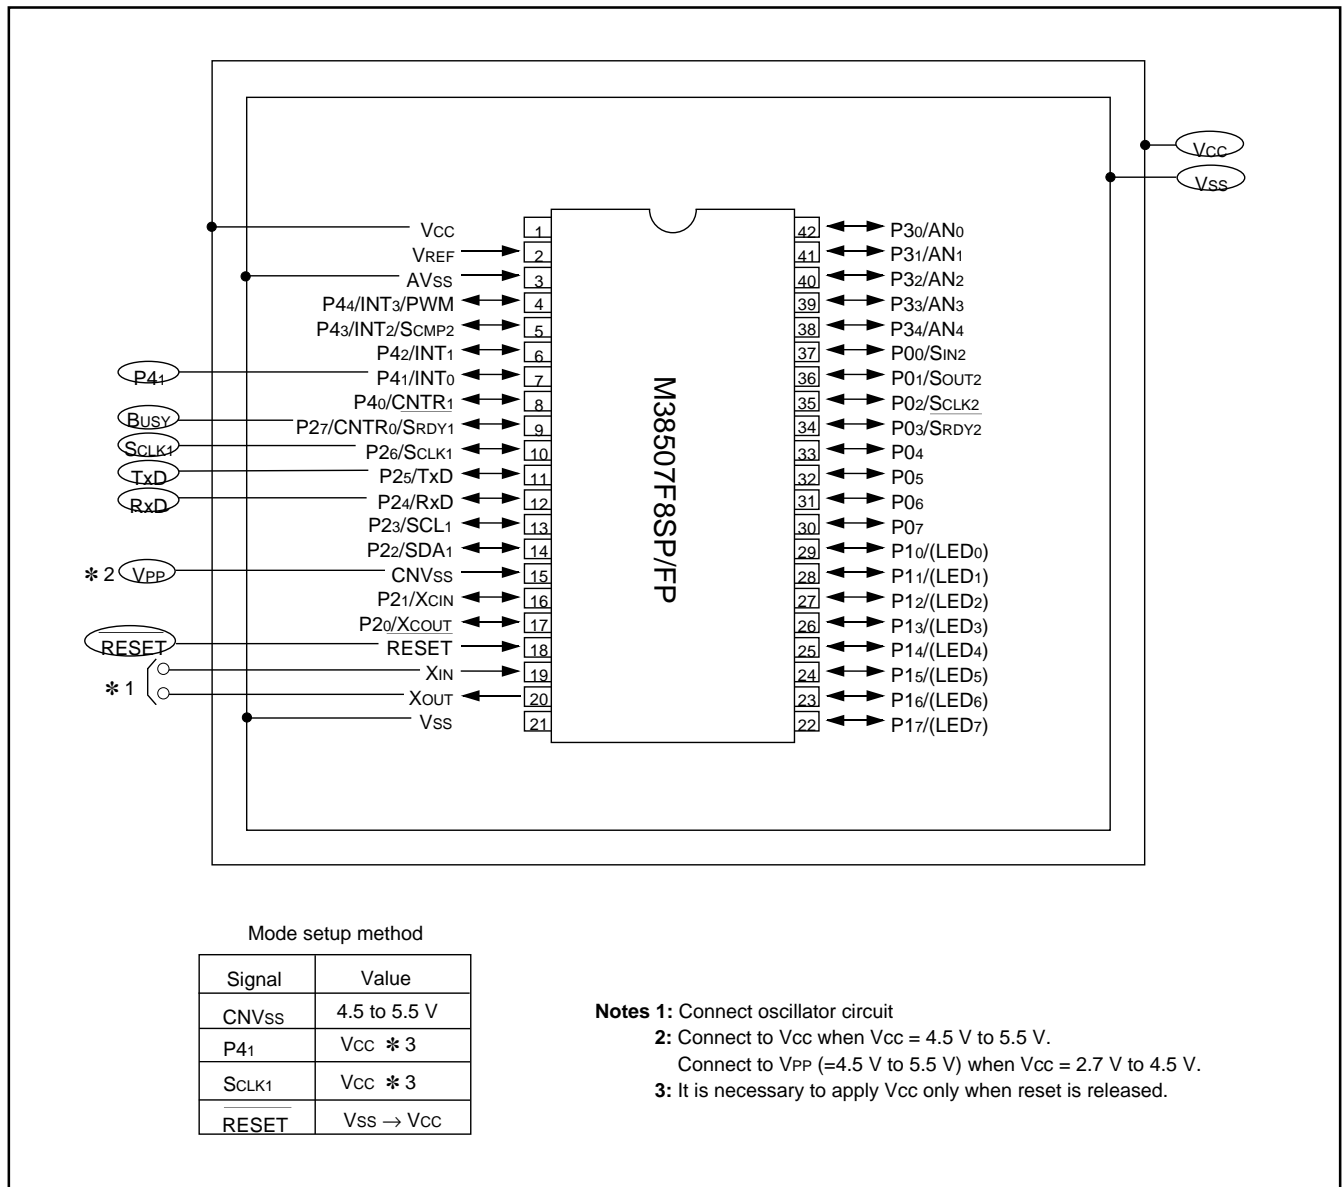 VCC
VSS
VCC 1
VREF 2
AVSS 3
P44/INT3/PWM 4
P43/INT2/SCMP2 5
P42/INT1 6
P41 P41/INT0 7
P40/CNTR1 8
BUSY P27/CNTR0/SRDY1 9
SCLK1 P26/SCLK1 10
TxD P25/TxD 11
RxD P24/RxD 12
P23/SCL1 13
P22/SDA1 14
✻ 2 VPP CNVSS 15
P21/XCIN 16
P20/XCOUT 17
RESET RESET 18
XIN 19
✻ 1
XOUT 20
VSS 21
M38507F8SP/FP
42 P30/AN0
41 P31/AN1
40 P32/AN2
39 P33/AN3
38 P34/AN4
37 P00/SIN2
36 P01/SOUT2
35 P02/SCLK2
34 P03/SRDY2
33 P04
32 P05
31 P06
30 P07
29 P10/(LED0)
28 P11/(LED1)
27 P12/(LED2)
26 P13/(LED3)
25 P14/(LED4)
24 P15/(LED5)
23 P16/(LED6)
22 P17/(LED7)
Mode setup method
Signal Value
CNVSS 4.5 to 5.5 V
P41 VCC ✻ 3
SCLK1 VCC ✻ 3
RESET VSS → VCC
Notes 1: Connect oscillator circuit
2: Connect to Vcc when Vcc = 4.5 V to 5.5 V.
Connect to VPP (=4.5 V to 5.5 V) when Vcc = 2.7 V to 4.5 V.
3: It is necessary to apply Vcc only when reset is released.